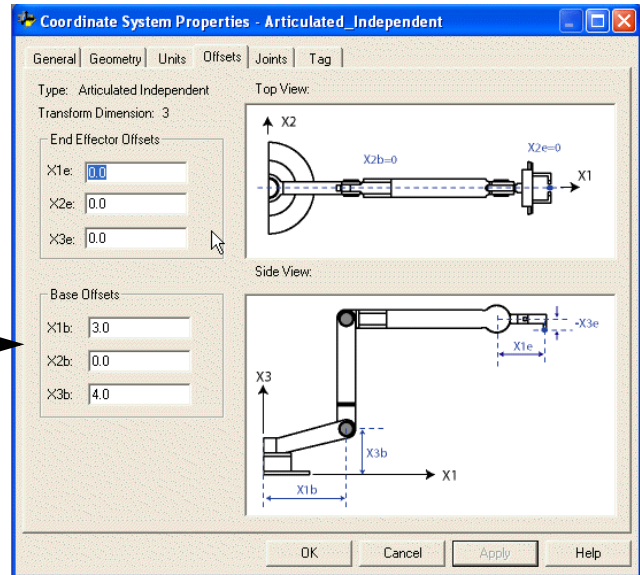 Coordinate System Properties - Articulated_Independent
General Geometry Units Offsets Joints Tag
Type: Articulated Independent
Transform Dimension: 3
End Effector Offsets
X1e: 0.0
X2e: 0.0
X3e: 0.0
Base Offsets
X1b: 3.0
X2b: 0.0
X3b: 4.0
Top View:
X2
X2b=0
X2e=0
X1
Side View:
-X3e
X1e
X3
X3b
X1
X1b
OK Cancel Apply Help